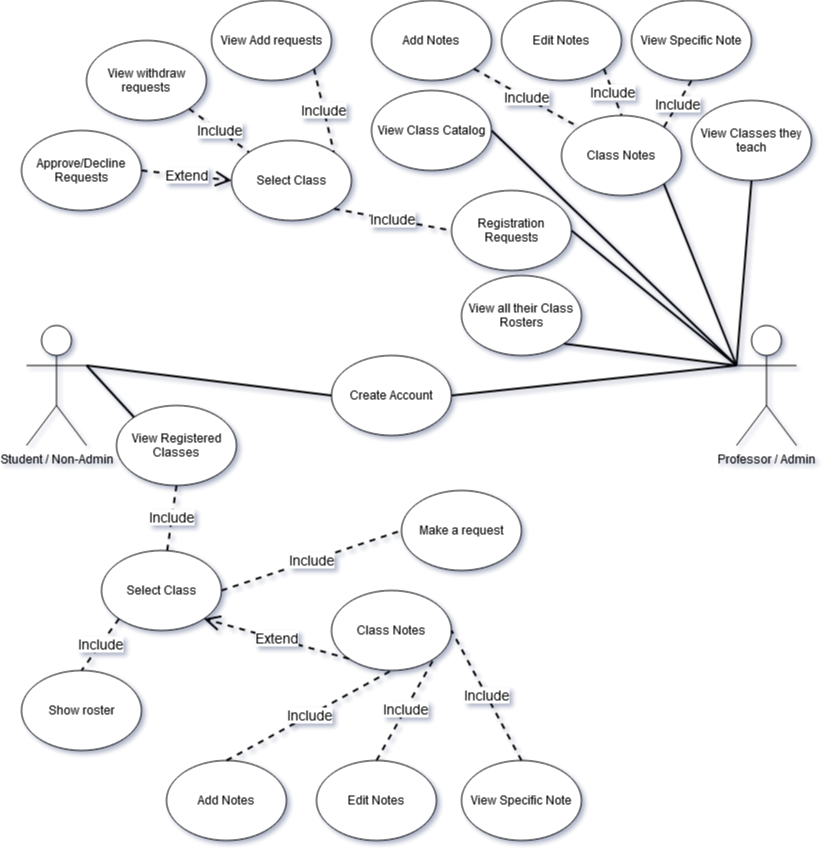 View Add requests
Add Notes
Edit Notes
View Specific Note
View withdraw
requests
Include
Include
Include
Include
Include
View Class Catalog
Class Notes
View Classes they
teach
Approve/Decline
Requests
Extend
Select Class
Include
Registration
Requests
View all their Class
Rosters
Create Account
Student / Non-Admin
View Registered
Classes
Professor / Admin
Include
Make a request
Include
Select Class
Class Notes
Extend
Include
Include
Show roster
Include
Include
Add Notes
Edit Notes
View Specific Note